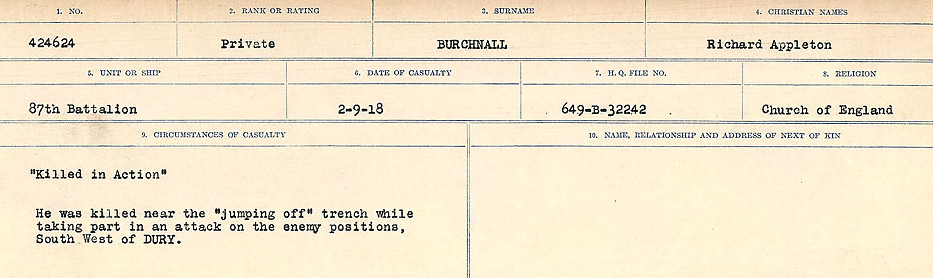 1. NO. 2. RANK OR RATING 3. SURNAME 4. CHRISTIAN NAMES
424624 Private BURCHNALL Richard Appleton
5. UNIT OR SHIP 6. DATE OF CASUALTY 7. H. Q. FILE NO. 8. RELIGION
87th Battalion 2-9-18 649-B-32242 Church of England
9. CIRCUMSTANCES OF CASUALTY 10. NAME, RELATIONSHIP AND ADDRESS OF NEXT OF KIN
"Killed in Action"
He was killed near the "jumping off" trench while
taking part in an attack on the enemy positions,
South West of DURY.